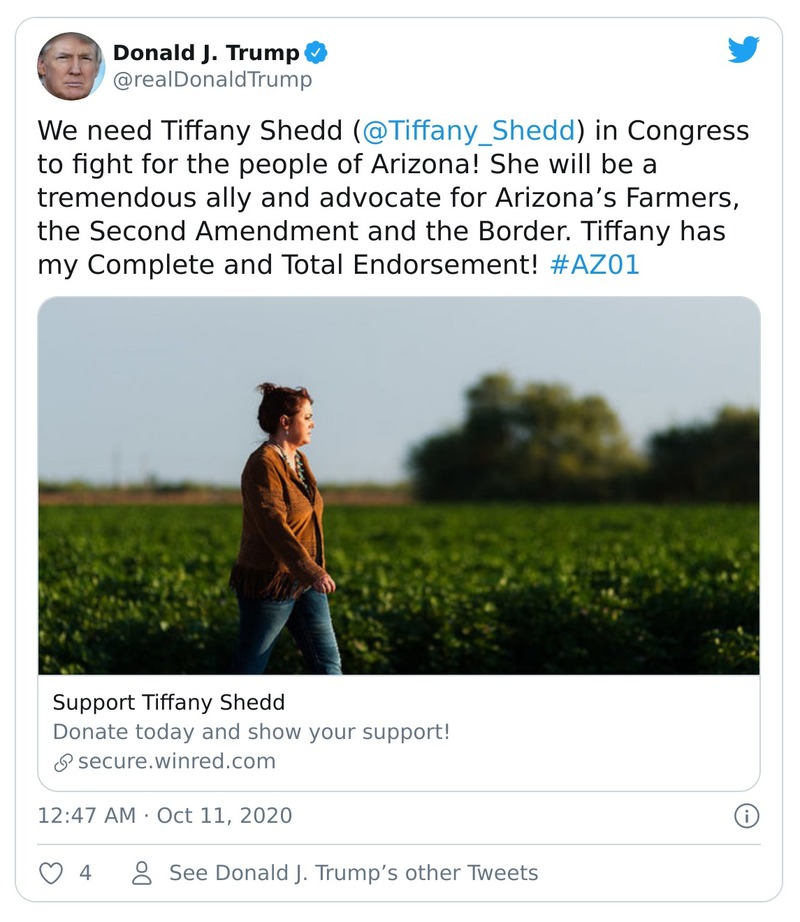 Donald J. Trump
@realDonaldTrump
We need Tiffany Shedd (@Tiffany_Shedd) in Congress
to fight for the people of Arizona! She will be a
tremendous ally and advocate for Arizona’s Farmers,
the Second Amendment and the Border. Tiffany has
my Complete and Total Endorsement! #AZ01
Support Tiffany Shedd
Donate today and show your support!
secure.winred.com
12:47 AM · Oct 11, 2020
4 See Donald J. Trump’s other Tweets